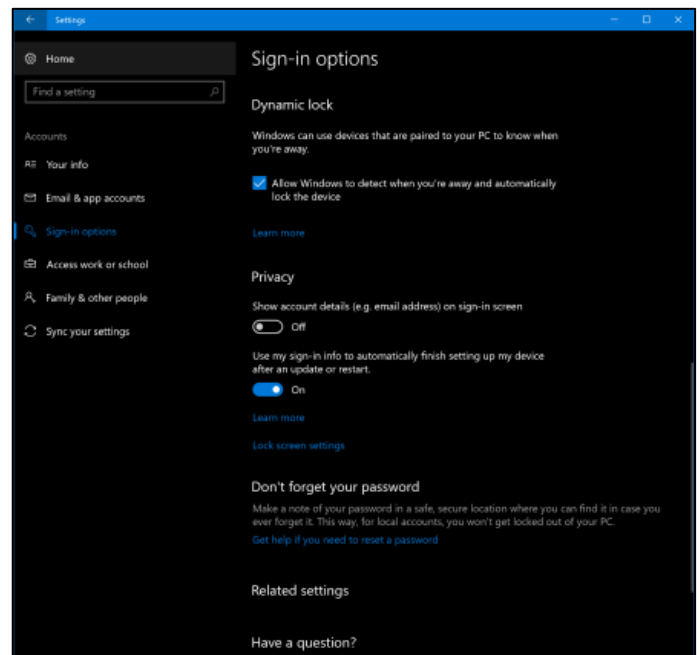 Settings
Home
Find a setting
Accounts
Your info
Email & app accounts
Sign-in options
Access work or school
Family & other people
Sync your settings
Sign-in options
Dynamic lock
Windows can use devices that are paired to your PC to know when
you're away.
Allow Windows to detect when you're away and automatically
lock the device
Learn more
Privacy
Show account details (e.g. email address) on sign-in screen
Off
Use my sign-in info to automatically finish setting up my device
after an update or restart.
On
Learn more
Lock screen settings
Don't forget your password
Make a note of your password in a safe, secure location where you can find it in case you
ever forget it. This way, for local accounts, you won't get locked out of your PC.
Get help if you need to reset a password
Related settings
Have a question?